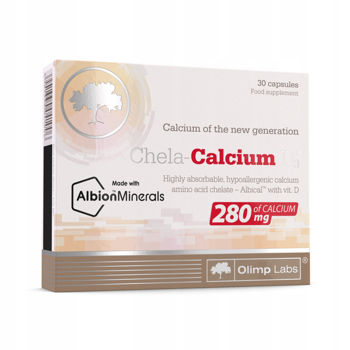 30 capsules
Food supplement
Calcium of the new generation
Chela-Calcium
Made with
AlbionMinerals
Highly absorbable, hypoallergenic calcium
amino acid chelate – Albical™ with vit. D
280 mg of CALCIUM
Olimp Labs®